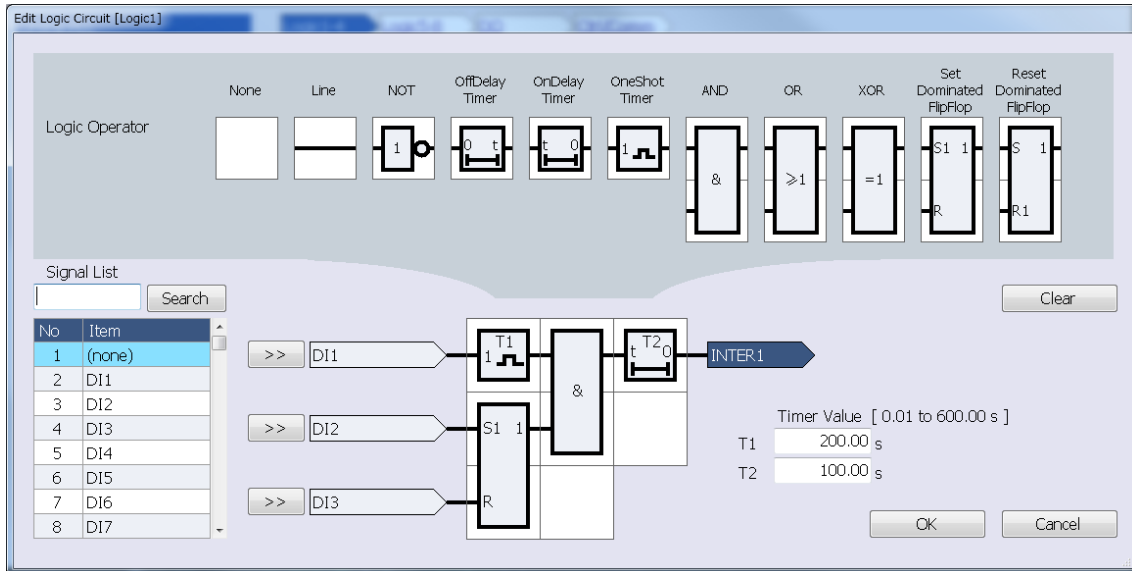 Edit Logic Circuit [Logic1]
Logic Operator
None
Line
NOT
OffDelay
Timer
OnDelay
Timer
OneShot
Timer
AND
OR
XOR
Set
Dominated
FlipFlop
Reset
Dominated
FlipFlop
1
0 t
t 0
1
&
≥1
=1
S1 1
R
S 1
R1
Signal List
Search
Clear
No Item
1 (none)
2 DI1
3 DI2
4 DI3
5 DI4
6 DI5
7 DI6
8 DI7
>> DI1
>> DI2
>> DI3
T1
1
&
t T2 0
INTER1
S1 1
R
Timer Value [ 0.01 to 600.00 s ]
T1 200.00 s
T2 100.00 s
OK
Cancel